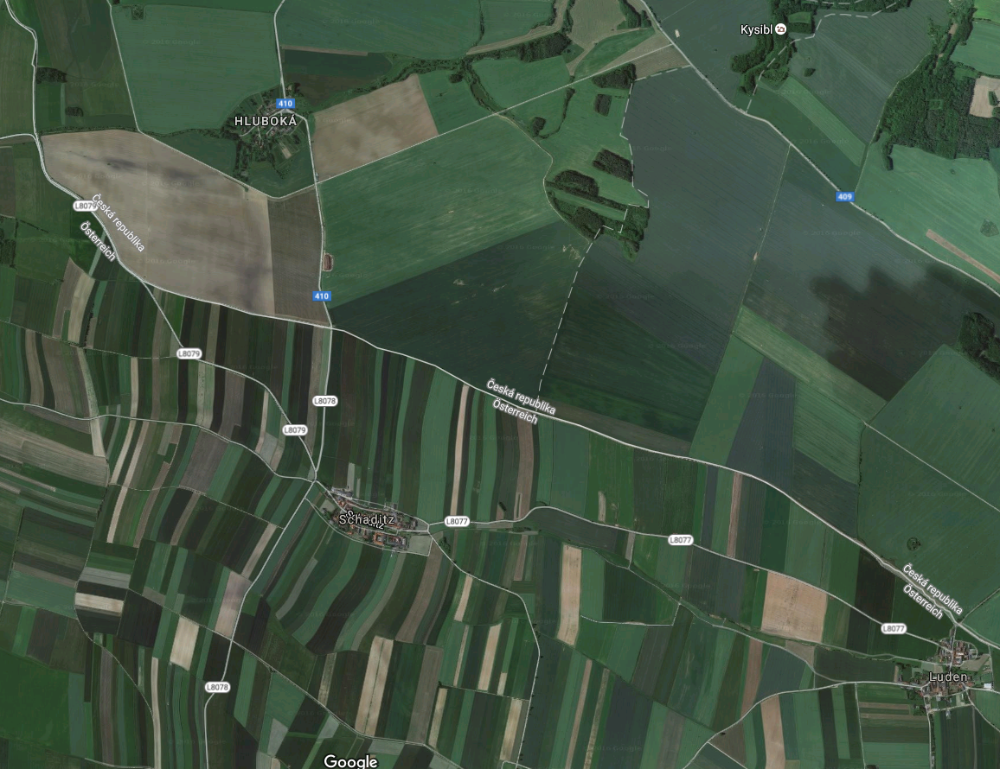 Kysibl
410
HLUBOKÁ
409
L8079
Česká republika
Österreich
410
L8079
Česká republika
Österreich
L8078
L8079
Schaditz
L8077
L8077
Česká republika
Österreich
L8077
Luden
L8078
Google